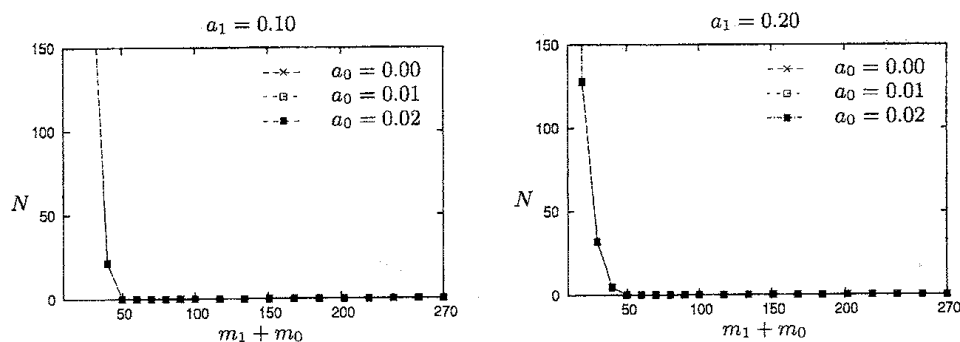 a₁ = 0.10
150
100
50
0
N
a₀ = 0.00
a₀ = 0.01
a₀ = 0.02
50 100 150 200 270
m₁ + m₀
a₁ = 0.20
150
100
50
0
N
a₀ = 0.00
a₀ = 0.01
a₀ = 0.02
50 100 150 200 270
m₁ + m₀